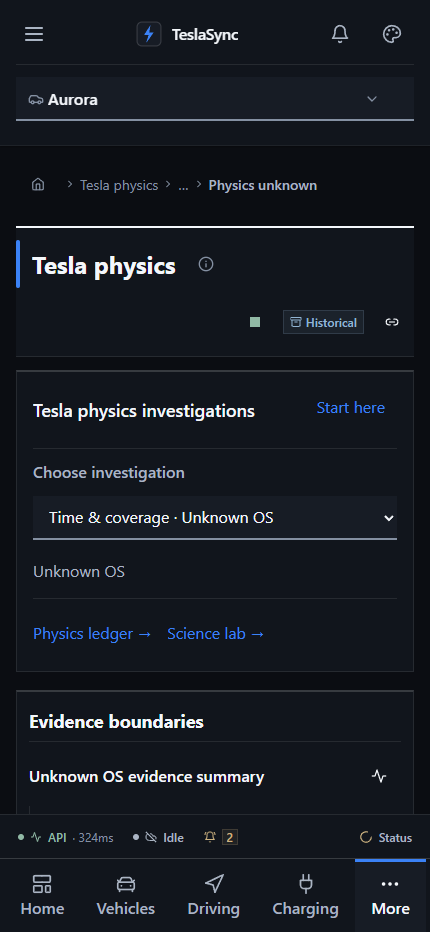 TeslaSync
Aurora
Tesla physics ... Physics unknown
Tesla physics
Historical
Tesla physics investigations
Start here
Choose investigation
Time & coverage · Unknown OS
Unknown OS
Physics ledger → Science lab →
Evidence boundaries
Unknown OS evidence summary
API · 324ms Idle 2 Status
Home Vehicles Driving Charging More